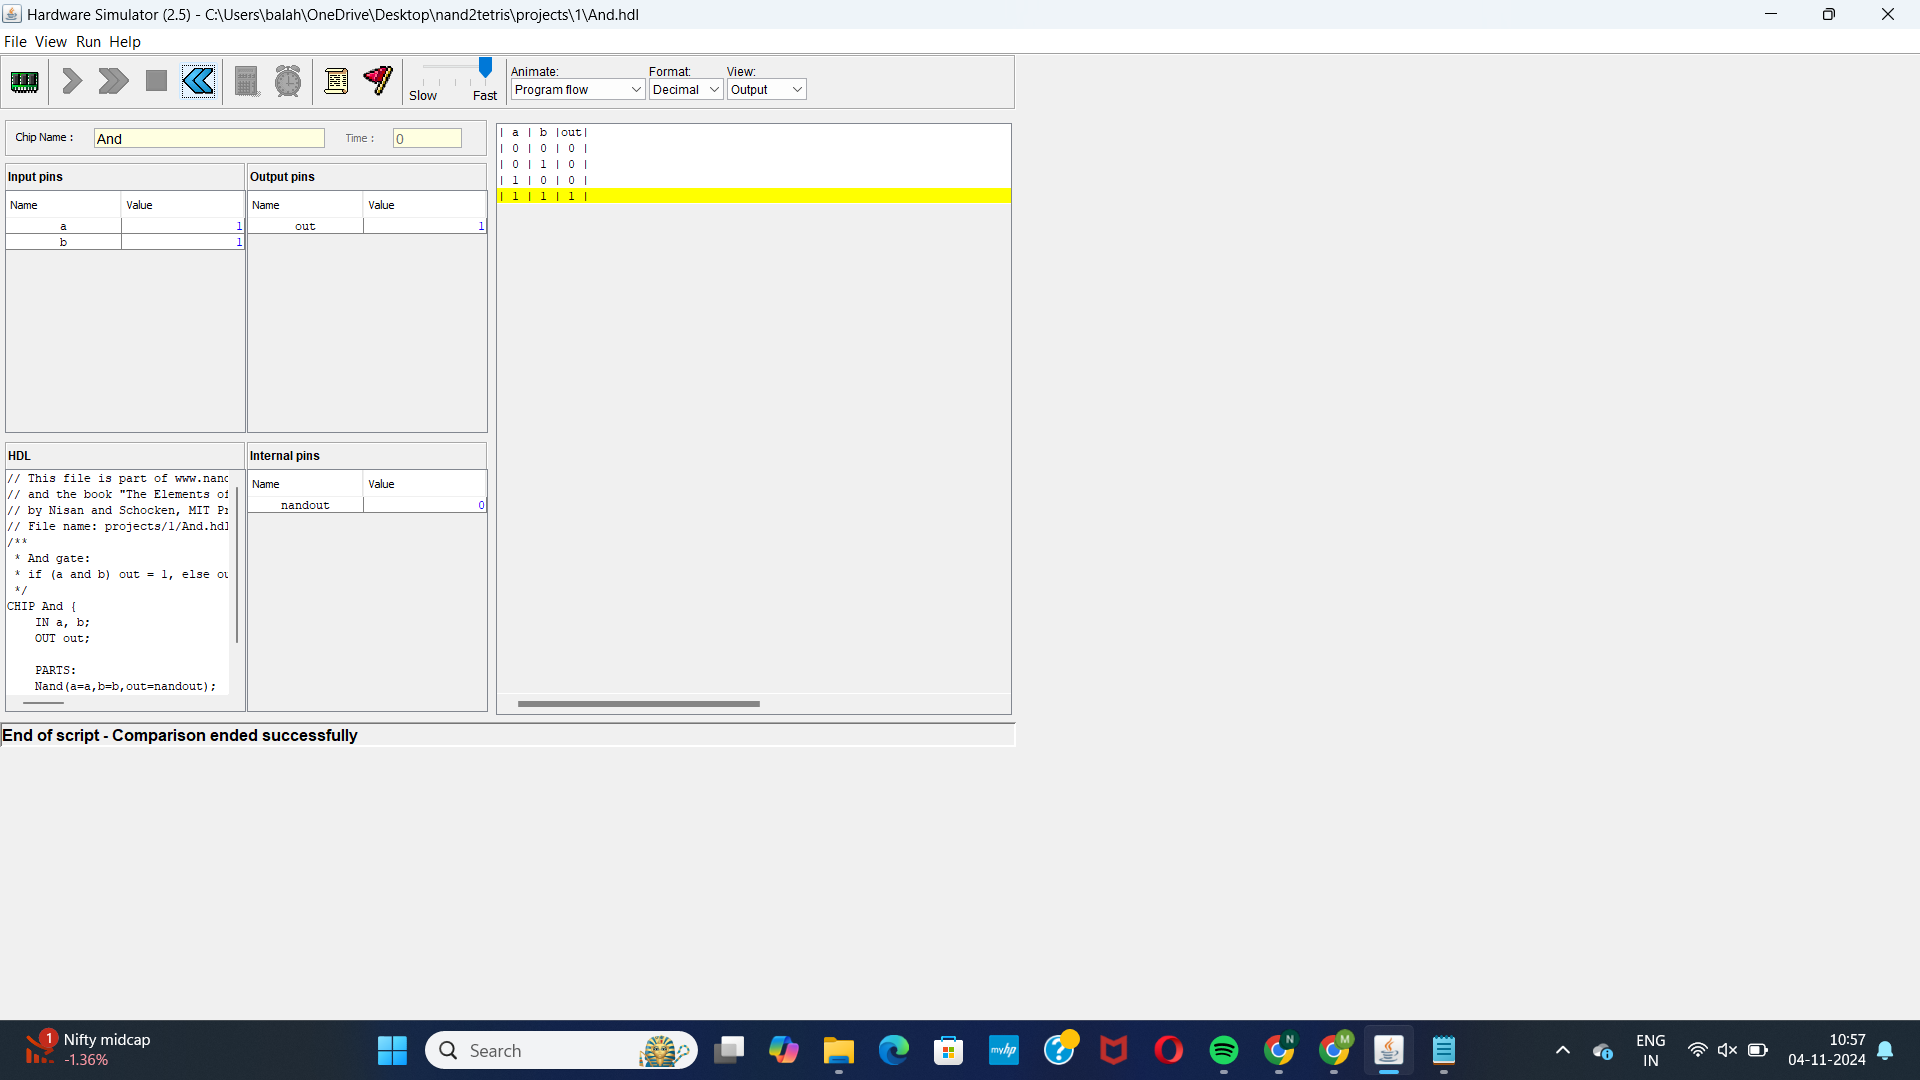 Hardware Simulator (2.5) - C:\Users\balah\OneDrive\Desktop\nand2tetris\projects\1\And.hdl
File View Run Help
Slow Fast
Animate: Format: View:
Program flow Decimal Output
Chip Name : And Time : 0
Input pins
Name Value
a 1
b 1
Output pins
Name Value
out 1
| a | b |out|
| 0 | 0 | 0 |
| 0 | 1 | 0 |
| 1 | 0 | 0 |
| 1 | 1 | 1 |
HDL
// This file is part of www.nand
// and the book "The Elements of
// by Nisan and Schocken, MIT Pr
// File name: projects/1/And.hdl
/**
* And gate:
* if (a and b) out = 1, else ou
*/
CHIP And {
IN a, b;
OUT out;
PARTS:
Nand(a=a,b=b,out=nandout);
Internal pins
Name Value
nandout 0
End of script - Comparison ended successfully
1
Nifty midcap
-1.36%
Search
myhp
N
M
ENG
IN
10:57
04-11-2024